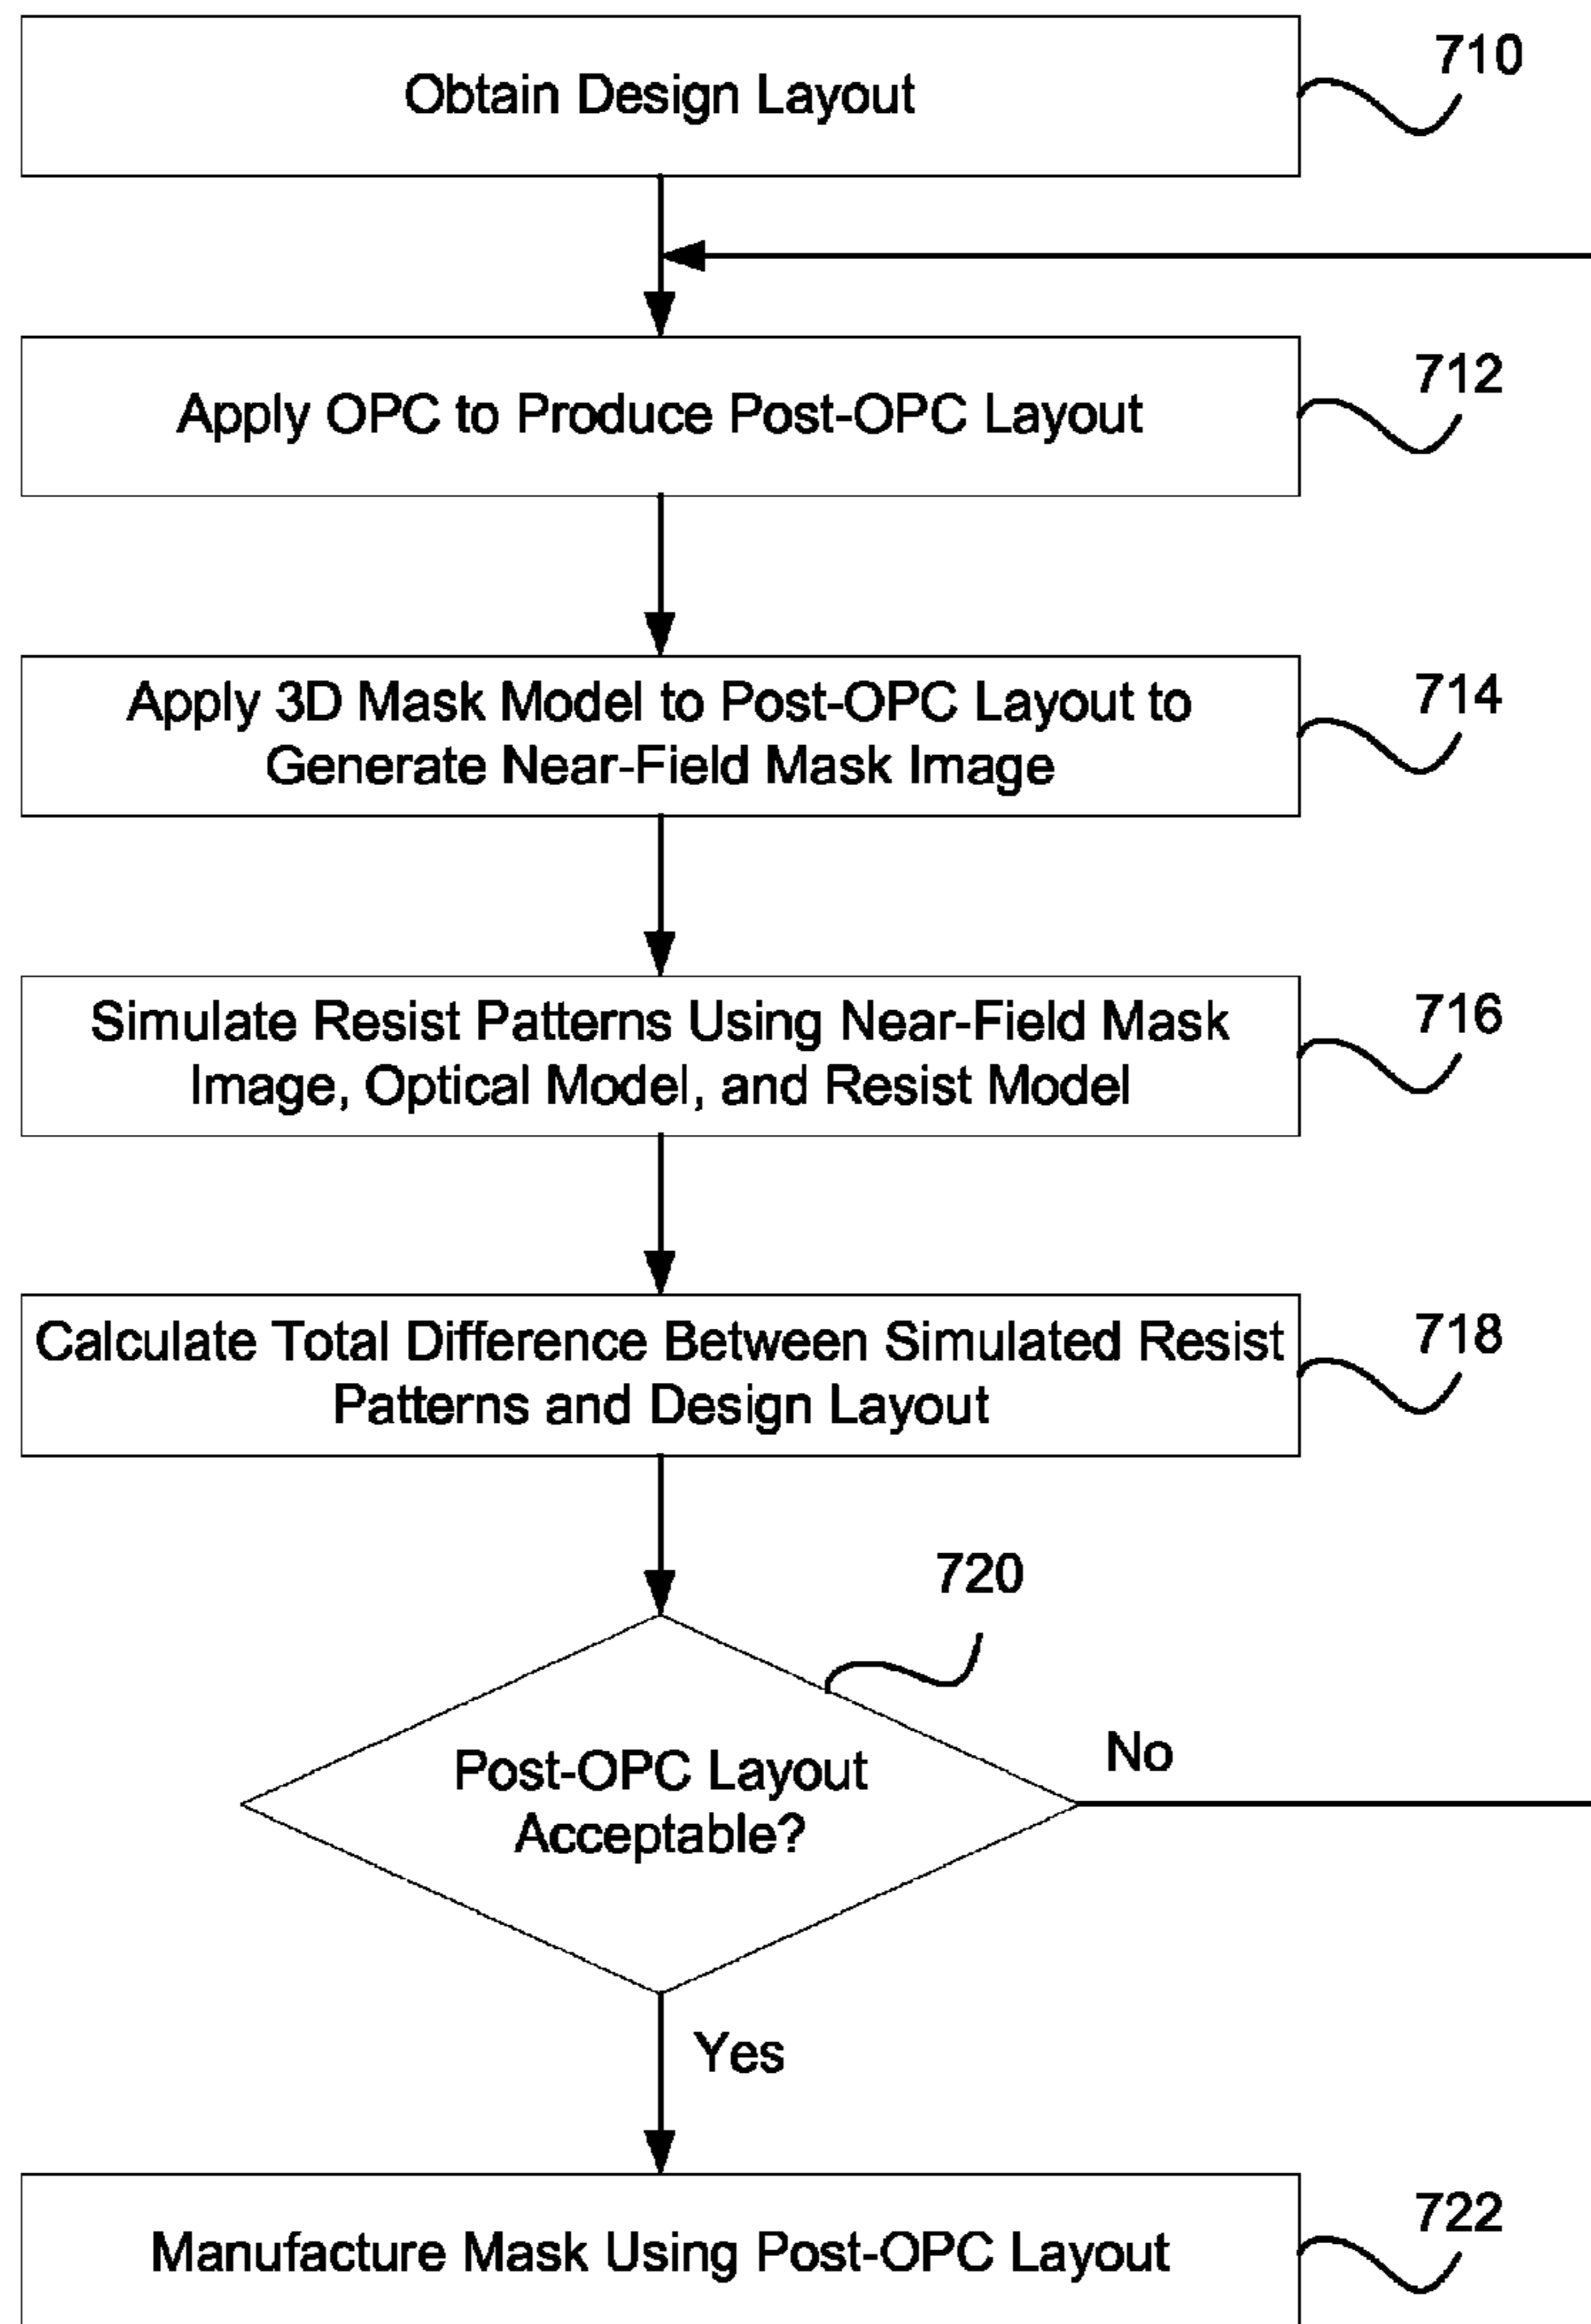 710
Obtain Design Layout
712
Apply OPC to Produce Post-OPC Layout
714
Apply 3D Mask Model to Post-OPC Layout to
Generate Near-Field Mask Image
716
Simulate Resist Patterns Using Near-Field Mask
Image, Optical Model, and Resist Model
718
Calculate Total Difference Between Simulated Resist
Patterns and Design Layout
720
Post-OPC Layout
Acceptable?
No
Yes
722
Manufacture Mask Using Post-OPC Layout